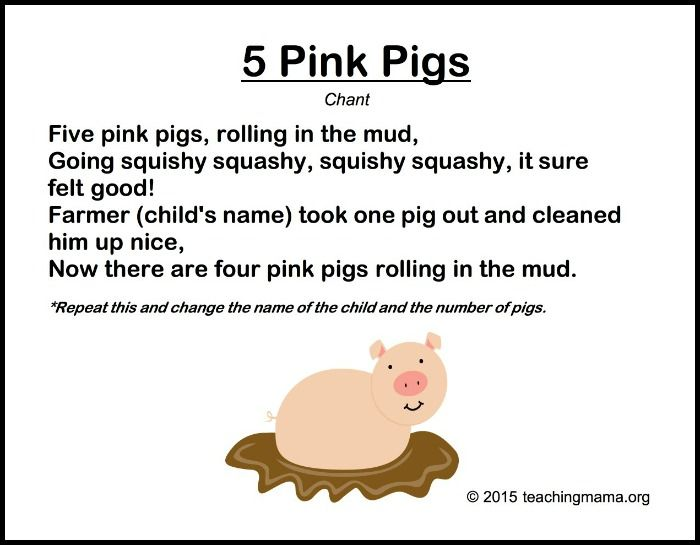 5 Pink Pigs
Chant
Five pink pigs, rolling in the mud,
Going squishy squashy, squishy squashy, it sure
felt good!
Farmer (child's name) took one pig out and cleaned
him up nice,
Now there are four pink pigs rolling in the mud.
*Repeat this and change the name of the child and the number of pigs.
© 2015 teachingmama.org